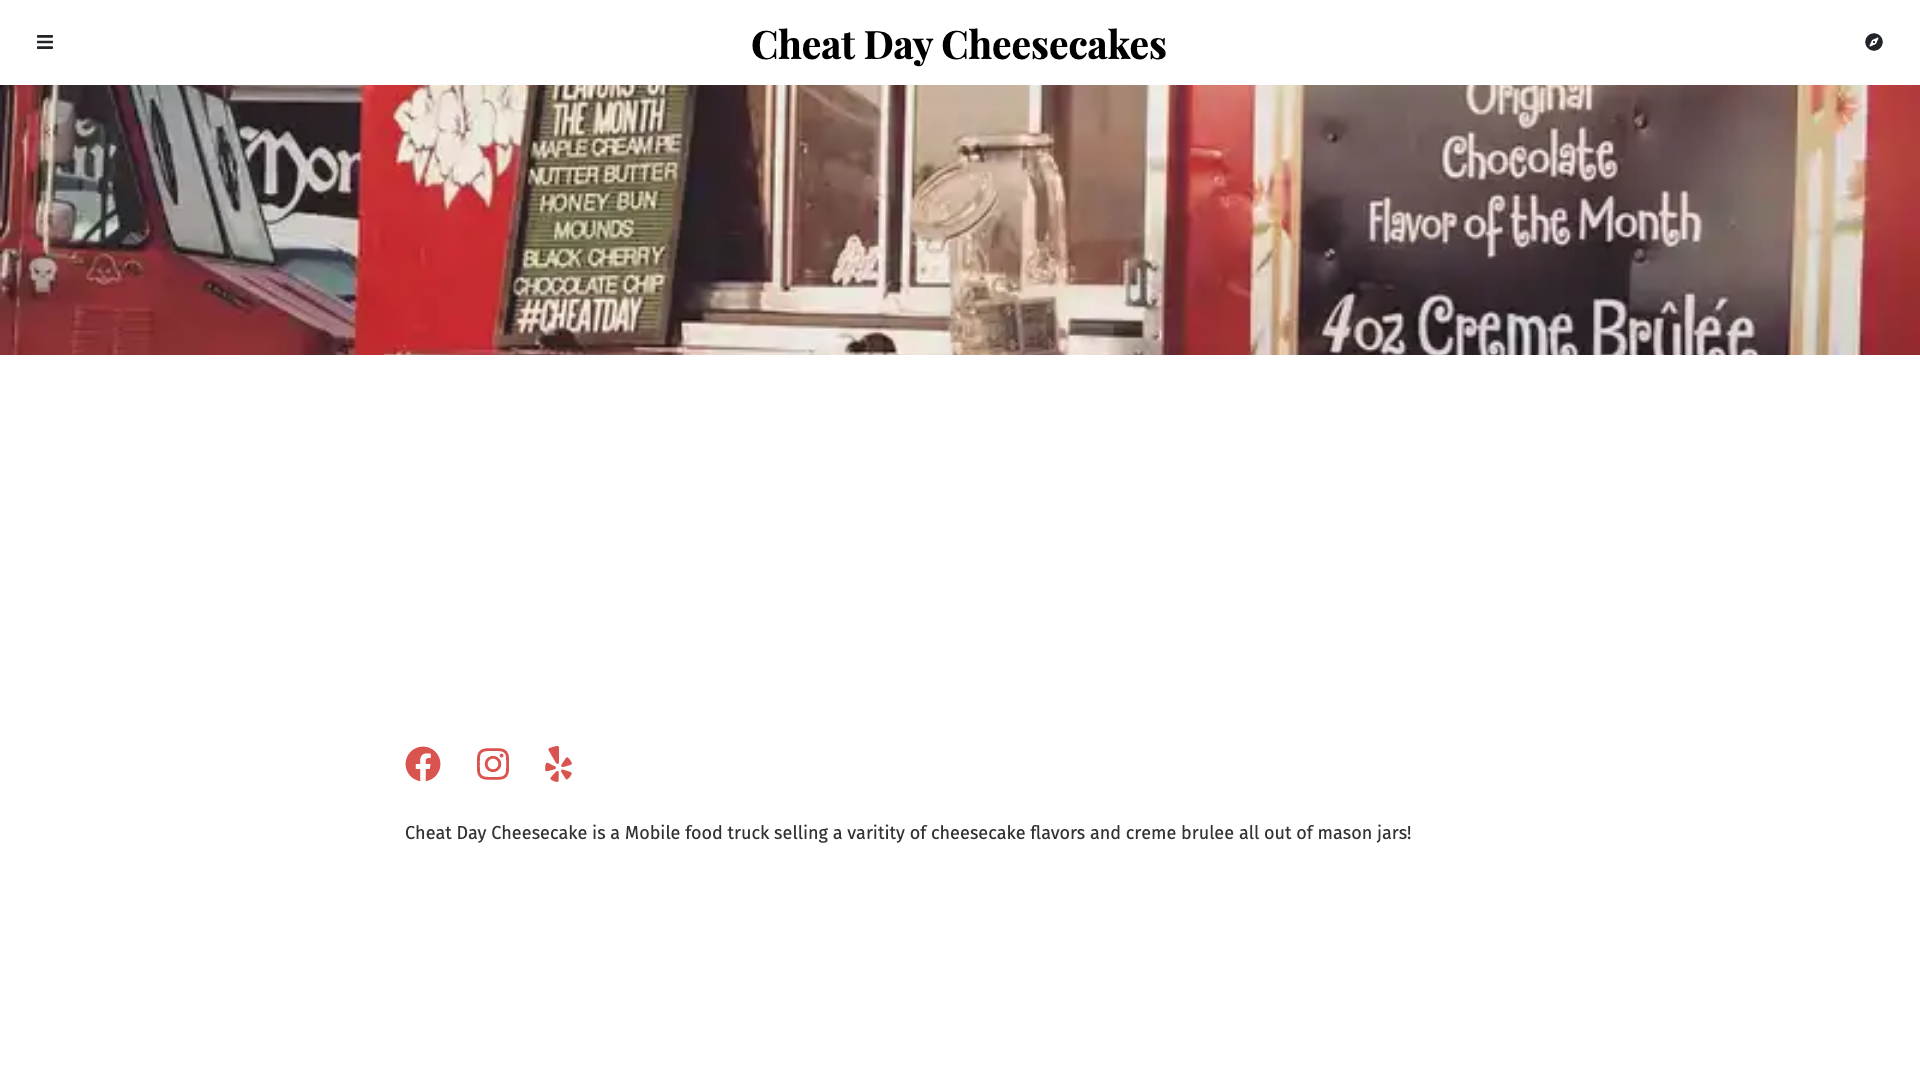 Cheat Day Cheesecakes
FLAVORS OF
THE MONTH
MAPLE CREAM PIE
NUTTER BUTTER
HONEY BUN
MOUNDS
BLACK CHERRY
CHOCOLATE CHIP
#CHEATDAY
Original
Chocolate
Flavor of the Month
4oz Creme Brûlée
Cheat Day Cheesecake is a Mobile food truck selling a varitity of cheesecake flavors and creme brulee all out of mason jars!